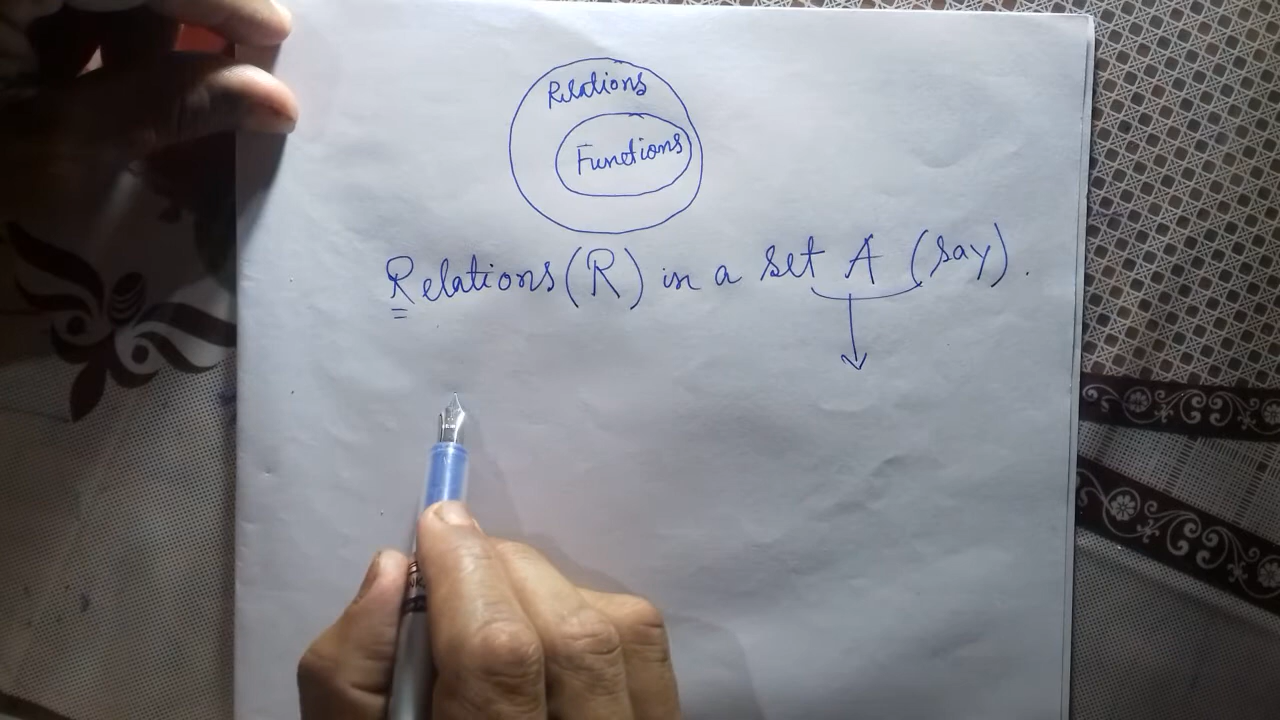 Relations
Functions
Relations (R) in a set A (say).